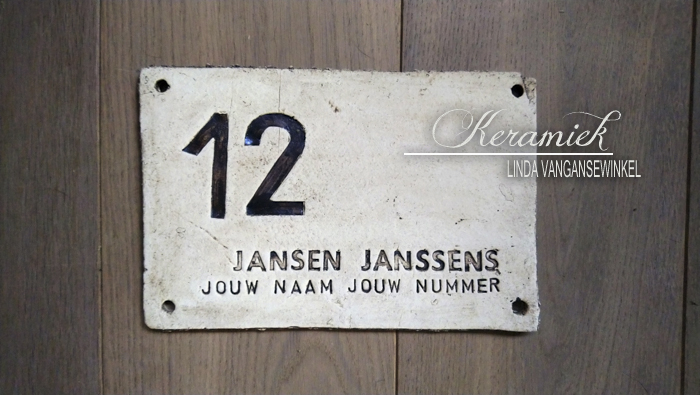 12
Keramiek
LINDA VANGANSEWINKEL
JANSEN JANSSENS
JOUW NAAM JOUW NUMMER